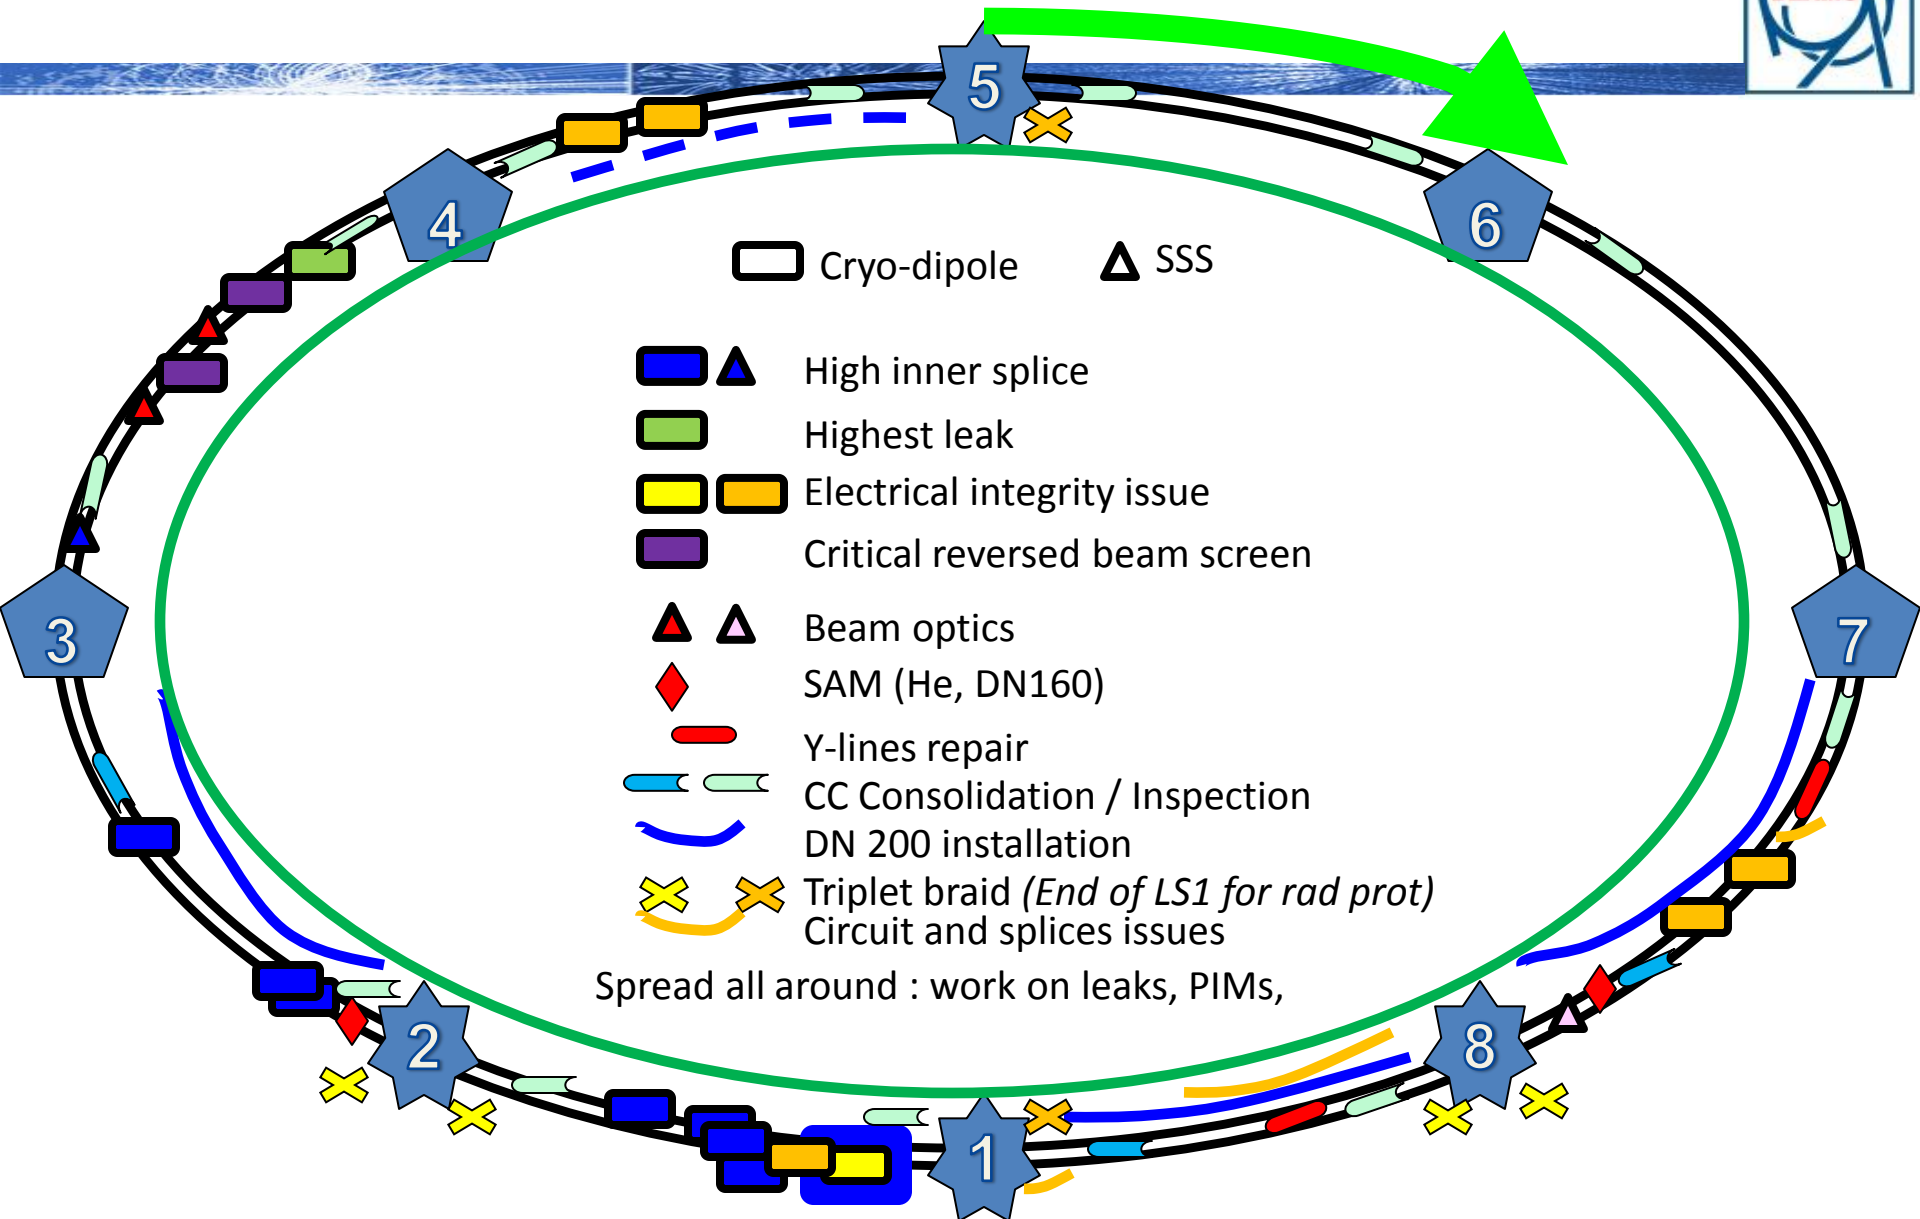 5
4
6
Cryo-dipole SSS
High inner splice
Highest leak
Electrical integrity issue
Critical reversed beam screen
3
Beam optics
7
SAM (He, DN160)
Y-lines repair
CC Consolidation / Inspection
DN 200 installation
Triplet braid (End of LS1 for rad prot)
Circuit and splices issues
Spread all around : work on leaks, PIMs,
2
8
1